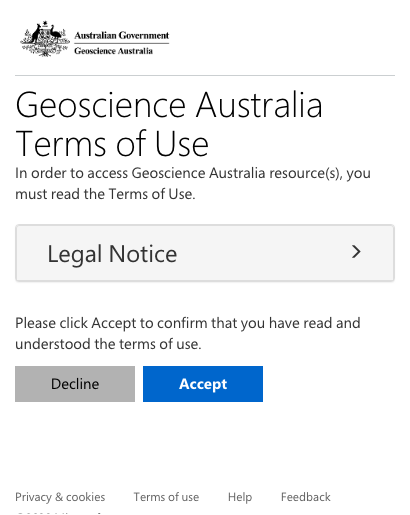 Australian Government
Geoscience Australia
Geoscience Australia
Terms of Use
In order to access Geoscience Australia resource(s), you
must read the Terms of Use.
Legal Notice
Please click Accept to confirm that you have read and
understood the terms of use.
Decline Accept
Privacy & cookies Terms of use Help Feedback